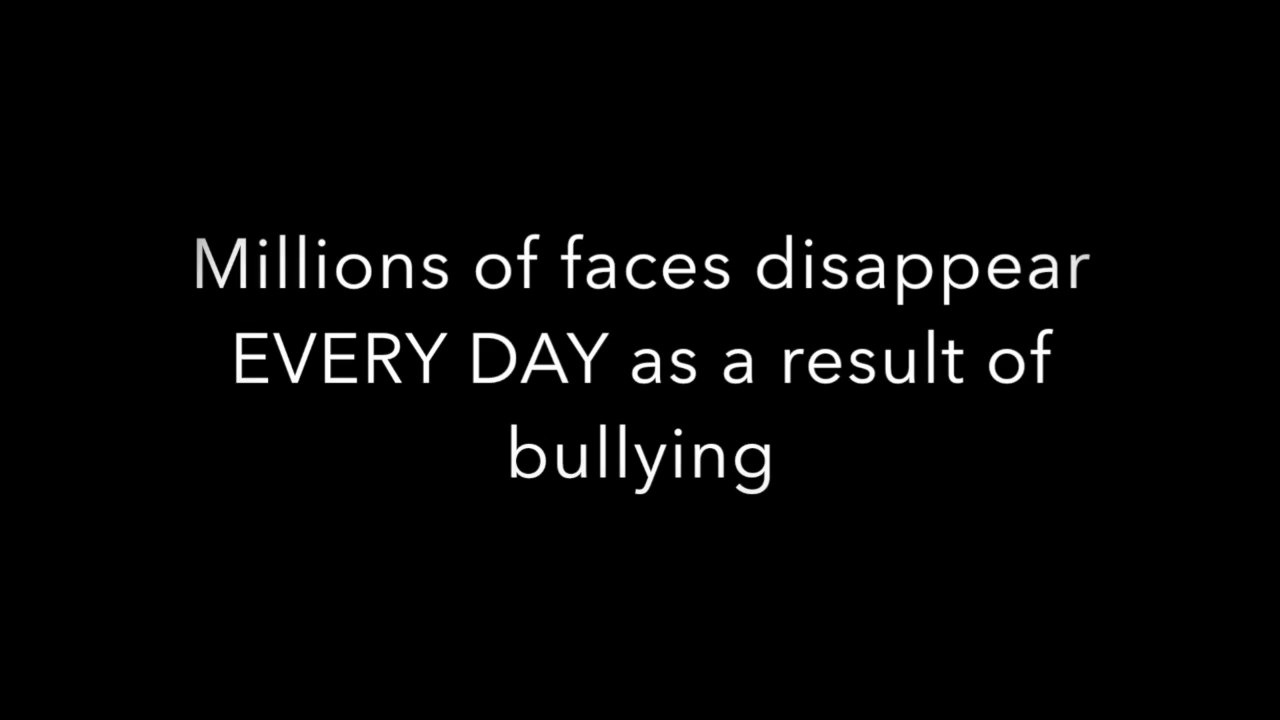 Millions of faces disappear
EVERY DAY as a result of
bullying